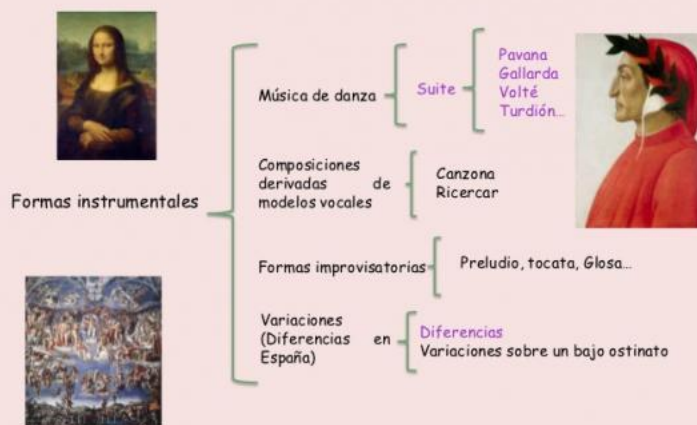 Formas instrumentales
Música de danza
Suite
Pavana
Gallarda
Volté
Turdión...
Composiciones
derivadas de
modelos vocales
Canzona
Ricercar
Formas improvisatorias
Preludio, tocata, Glosa...
Variaciones
(Diferencias en
España)
Diferencias
Variaciones sobre un bajo ostinato